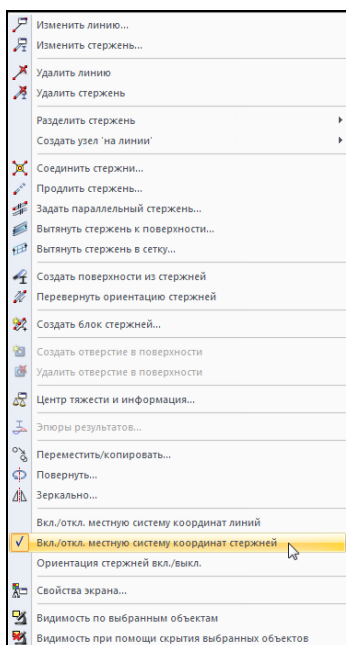 Изменить линию...
Изменить стержень...
Удалить линию
Удалить стержень
Разделить стержень
Создать узел 'на линии'
Соединить стержни...
Продлить стержень...
Задать параллельный стержень...
Вытянуть стержень к поверхности...
Вытянуть стержень в сетку...
Создать поверхности из стержней
Перевернуть ориентацию стержней
Создать блок стержней...
Создать отверстие в поверхности
Удалить отверстие в поверхности
Центр тяжести и информация...
Эпюры результатов...
Переместить/копировать...
Повернуть...
Зеркально...
Вкл./откл. местную систему координат линий
Вкл./откл. местную систему координат стержней
Ориентация стержней вкл./выкл.
Свойства экрана...
Видимость по выбранным объектам
Видимость при помощи скрытия выбранных объектов